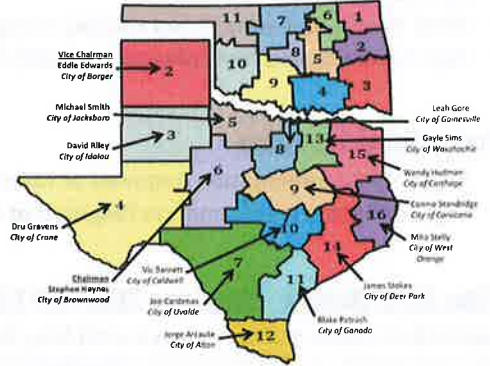 11
7
6
1
2
8
5
10
9
4
3
Vice Chairman
Eddie Edwards
City of Borger
2
Michael Smith
City of Jacksboro
5
David Riley
City of Idalou
3
6
8
13
15
Leah Gore
City of Gainesville
Gayle Sims
City of Waxahachie
Wendy
City of Carthage
9
Connie Standridge
City of Corsicana
16
Stelly
City of West
Orange
4
Dru Gravens
City of Crane
10
14
7
11
12
Chairman
Stephen Haynes
City of Brownwood
Vic Barnett
City of Caldwell
Joe Cardenas
City of Uvalde
Jorge Arcaute
City of Alton
James Stokes
City of Deer Park
Blake Petrash
City of Ganado